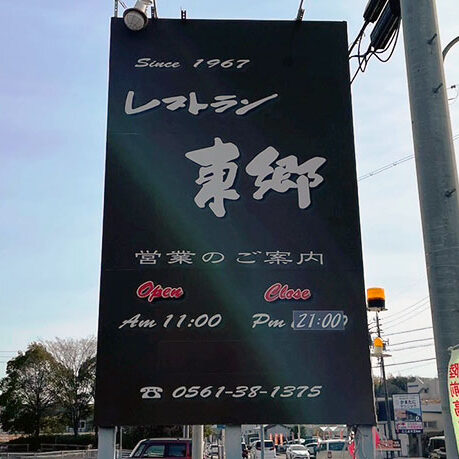 Since 1967
レストラン
東郷
営業のご案内
Open Close
Am 11:00 Pm 21:00
☎ 0561-38-1375